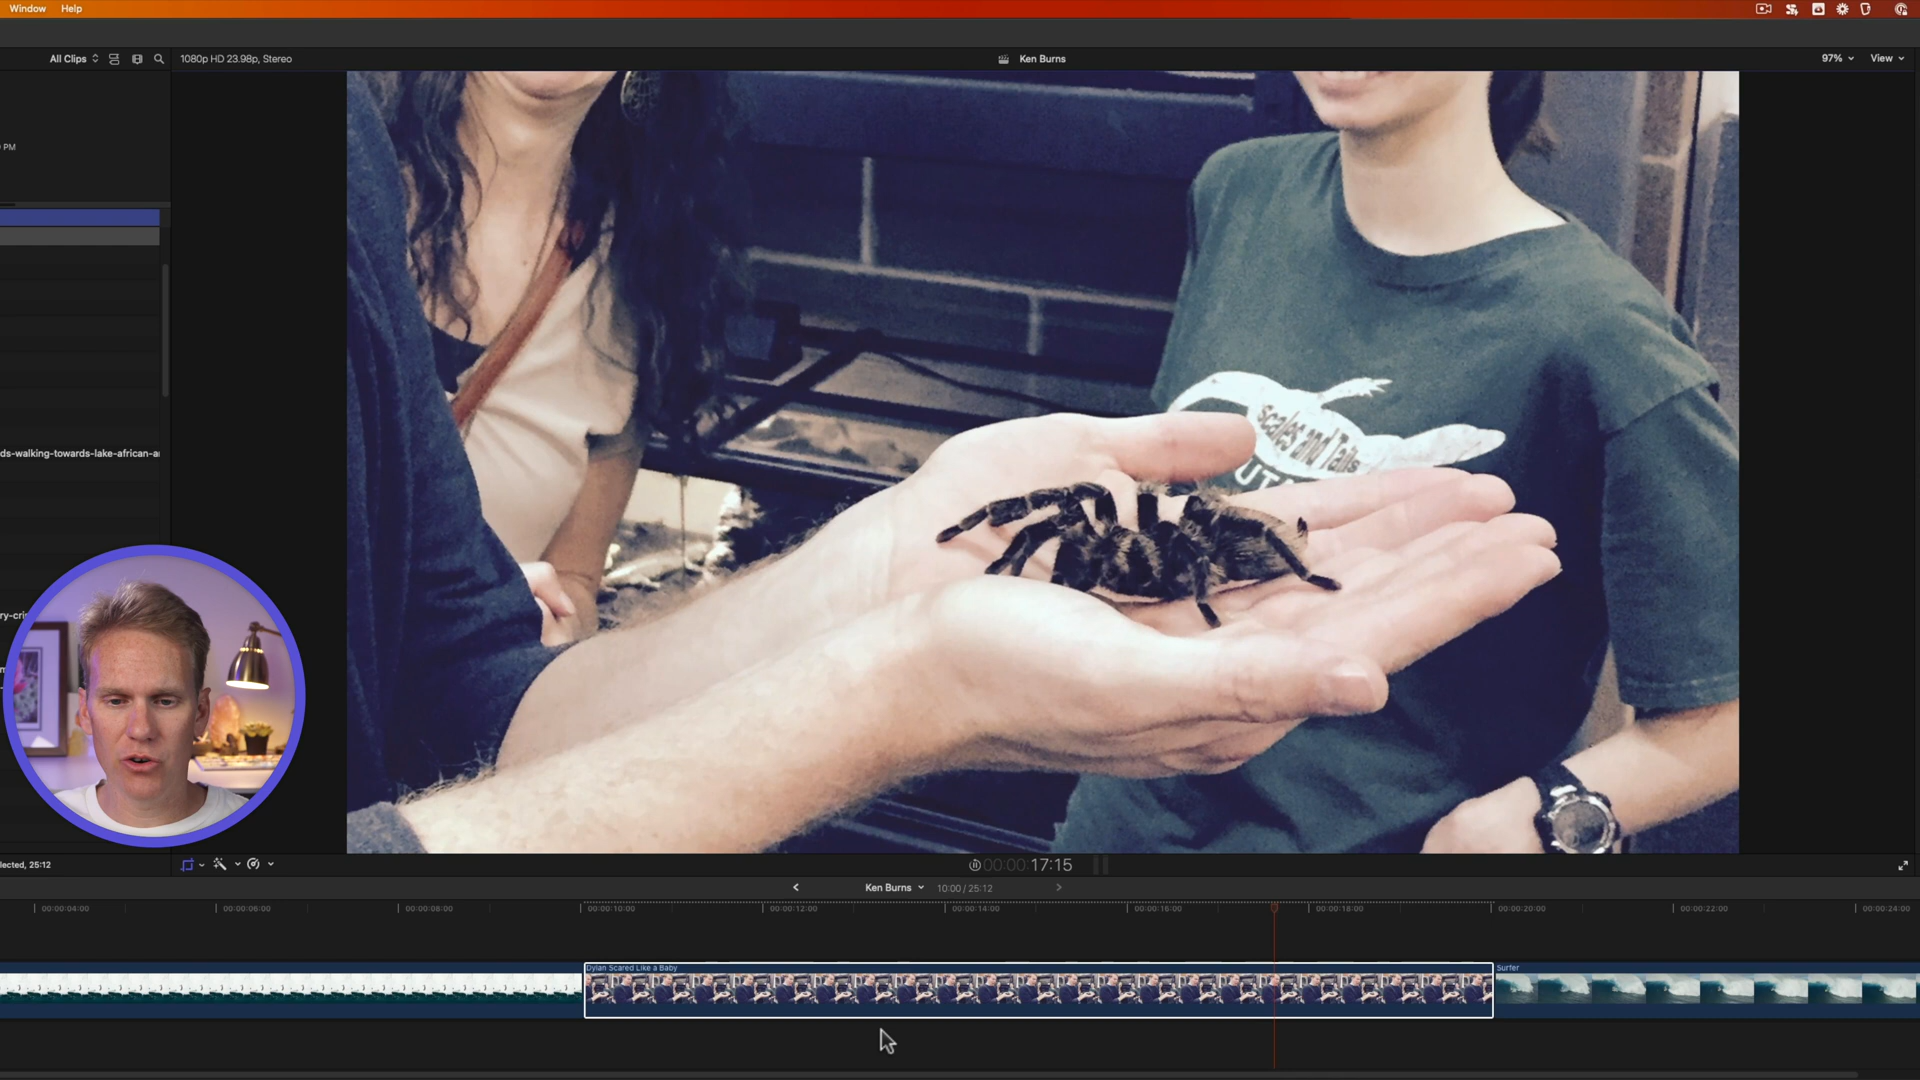 Window Help
All Clips
1080p HD 23.98p, Stereo
Ken Burns
97%
View
PM
ds-walking-towards-lake-african-a
ry-cri
scales and Tails
UT
lected, 25:12
00:00:00:17:15
Ken Burns
10:00 / 25:12
00:00:04:00
00:00:06:00
00:00:08:00
00:00:10:00
00:00:12:00
00:00:14:00
00:00:16:00
00:00:18:00
00:00:20:00
00:00:22:00
00:00:24:00
Dylan Scared Like a Baby
Surfer